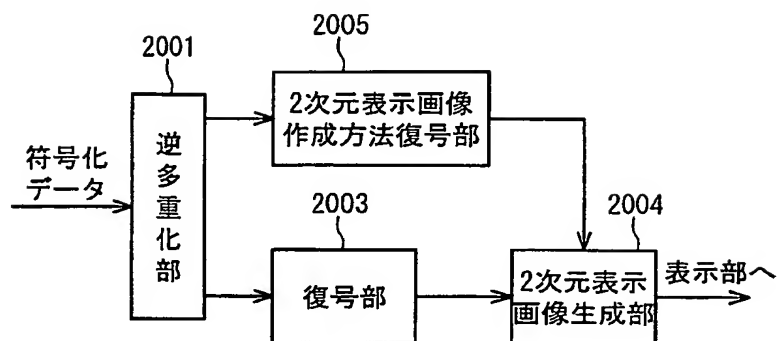 2001
2005
2次元表示画像
作成方法復号部
符号化
データ
逆多重化部
2003
復号部
2004
2次元表示
画像生成部
表示部へ